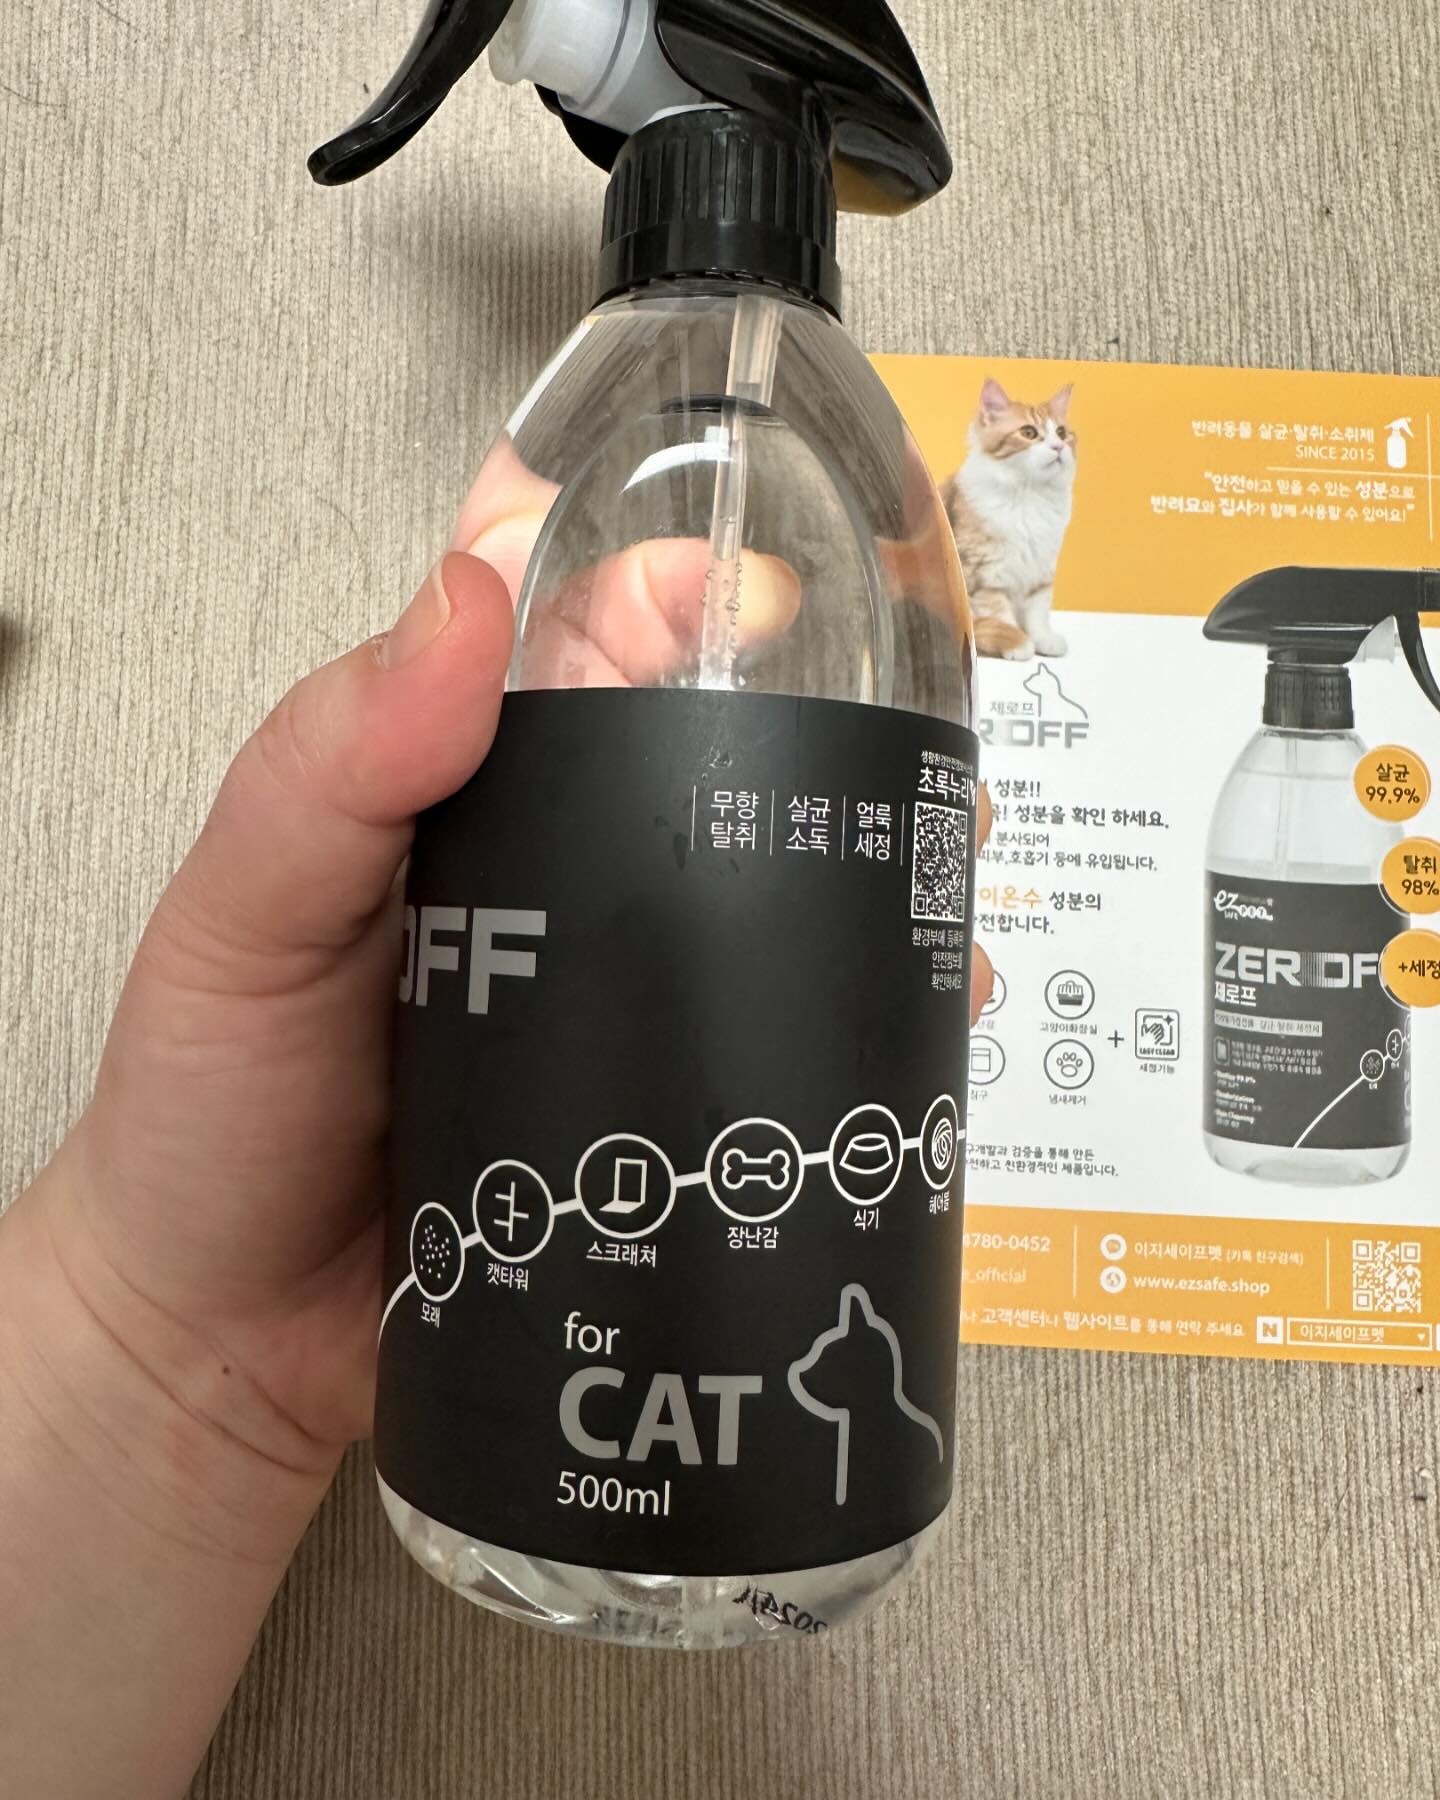 무향
탈취
살균
소독
얼룩
세정
생활환경안전정보시스템
초록누리
환경부에 등록된
안전정보를
확인하세요
OFF
모래
캣타워
스크래쳐
장난감
식기
헤어볼
for
CAT
500ml
반려동물 살균·탈취·소취제
SINCE 2015
"안전하고 믿을 수 있는 성분으로
반려묘와 집사가 함께 사용할 수 있어요!"
제로프
OFF
성분!!
성분을 확인 하세요.
분사되어
피부,호흡기 등에 유입됩니다.
이온수 성분의
전합니다.
고양이화장실
냄새제거
+
EASY CLEAN
세정기능
구개발과 검증을 통해 만든
전하고 친환경적인 제품입니다.
살균
99.9%
탈취
98%
+세정
ez
SAFE PET
ZEROOF
제로프
4780-0452
e_official
이지세이프펫 (카톡 친구검색)
www.ezsafe.shop
고객센터나 웹사이트를 통해 연락 주세요
N 이지세이프펫